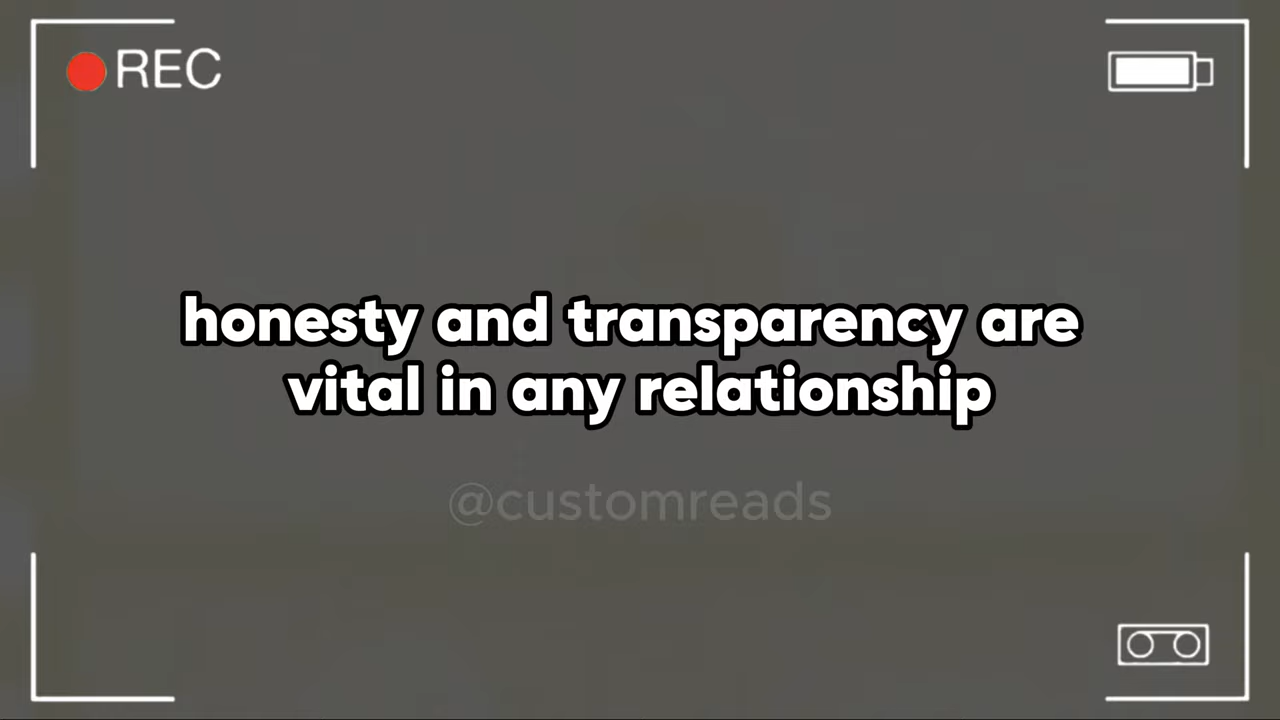 REC
honesty and transparency are
vital in any relationship
@customreads